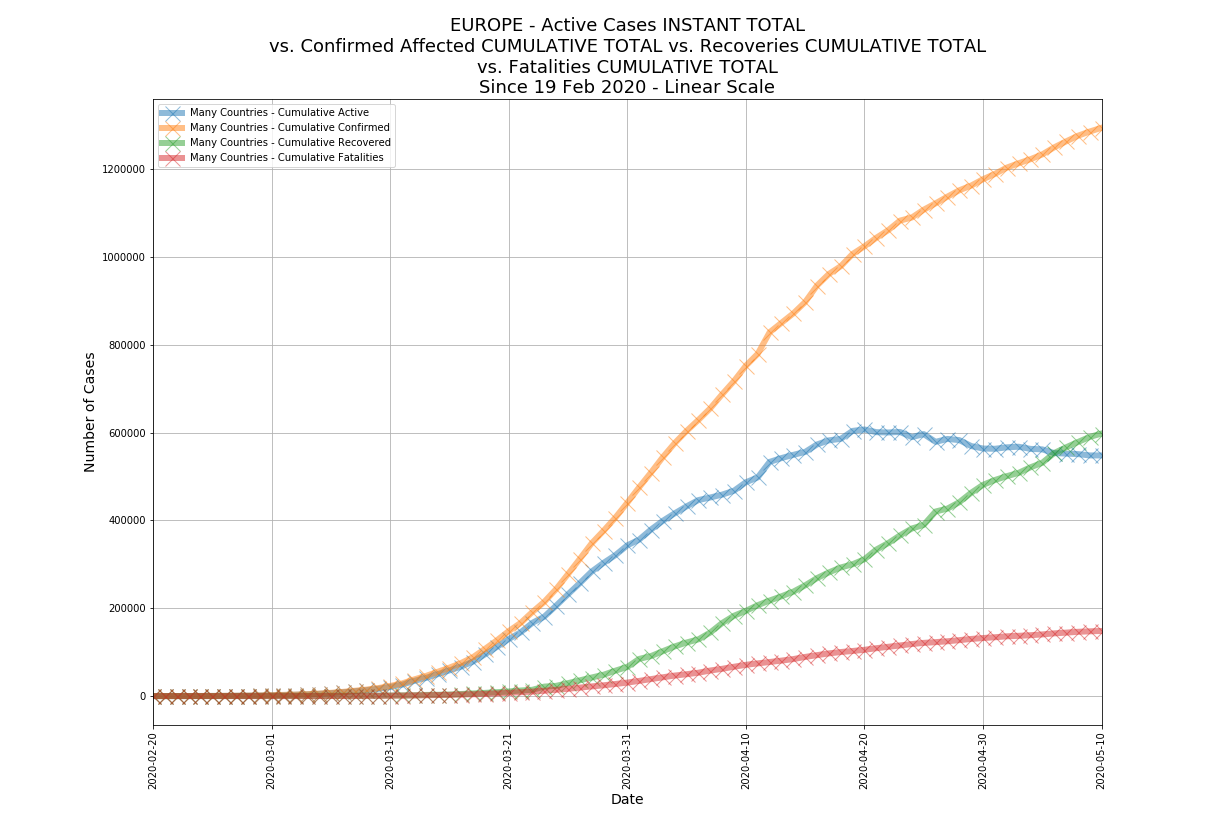 EUROPE - Active Cases INSTANT TOTAL
vs. Confirmed Affected CUMULATIVE TOTAL vs. Recoveries CUMULATIVE TOTAL
vs. Fatalities CUMULATIVE TOTAL
Since 19 Feb 2020 - Linear Scale
Many Countries - Cumulative Active
Many Countries - Cumulative Confirmed
Many Countries - Cumulative Recovered
Many Countries - Cumulative Fatalities
Number of Cases
1200000
1000000
800000
600000
400000
200000
0
2020-02-20
2020-03-01
2020-03-11
2020-03-21
2020-03-31
2020-04-10
2020-04-20
2020-04-30
2020-05-10
Date